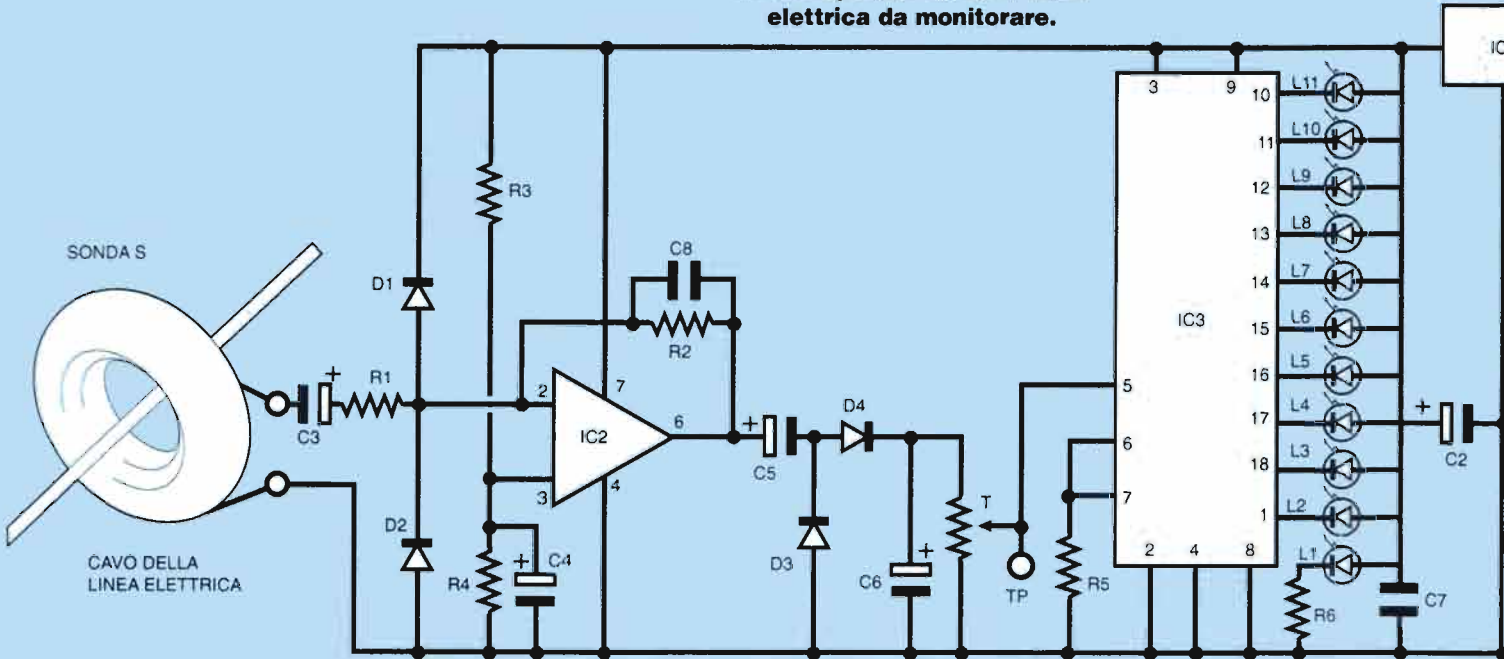 elettrica da monitorare.
IC
3
9
10
L11
11
L10
12
L9
13
L8
14
L7
15
L6
16
L5
17
L4
18
L3
1
L2
L1
IC3
5
6
7
2
4
8
R3
SONDA S
D1
C8
R2
R1
+
C3
2
7
IC2
6
3
4
D4
+
C5
T
+
C2
D2
CAVO DELLA
LINEA ELETTRICA
R4
+
C4
D3
+
C6
TP
R5
R6
C7